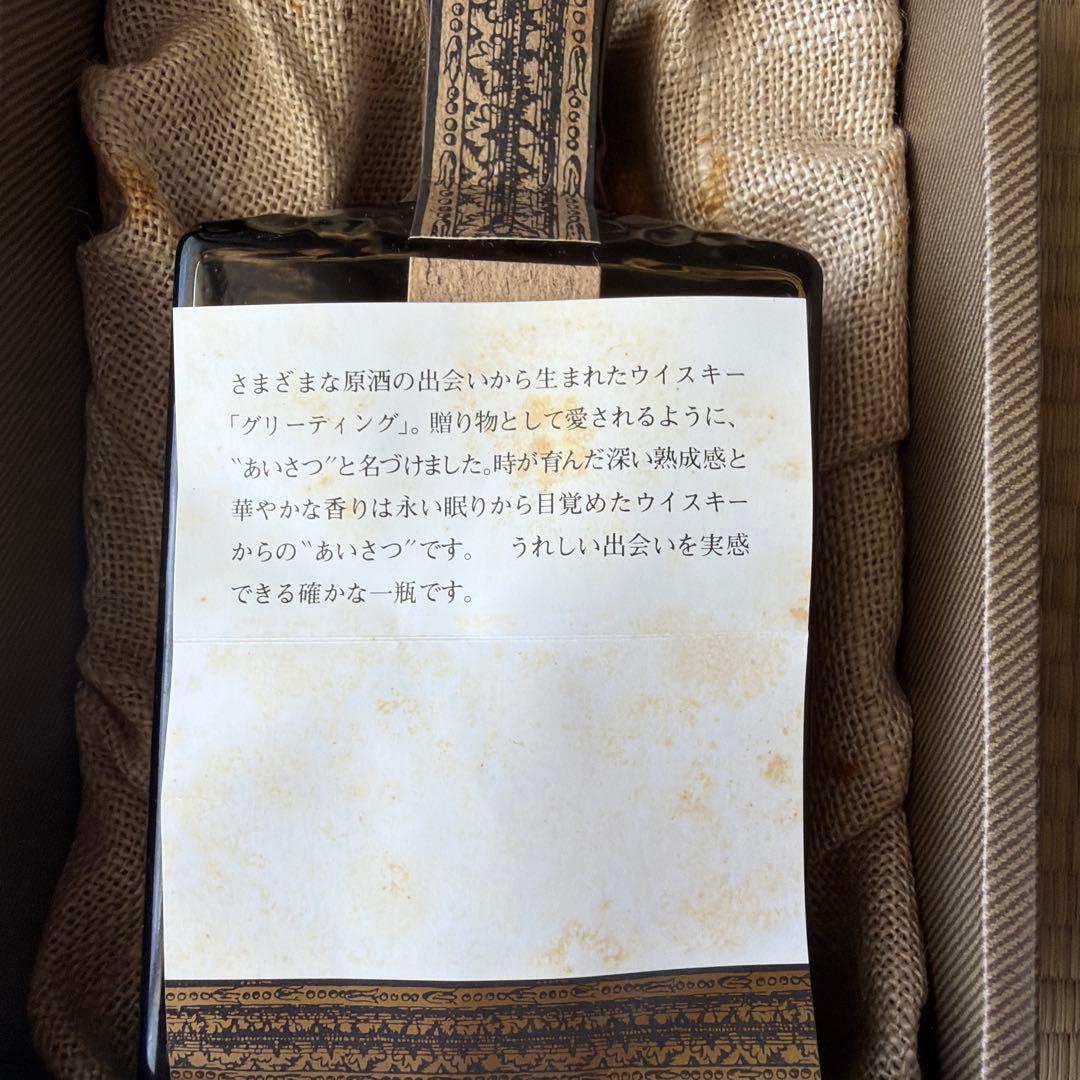 さまざまな原酒の出会いから生まれたウイスキー
「グリーティング」。贈り物として愛されるように、
〝あいさつ〟と名づけました。時が育んだ深い熟成感と
華やかな香りは永い眠りから目覚めたウイスキー
からの〝あいさつ〟です。　うれしい出会いを実感
できる確かな一瓶です。